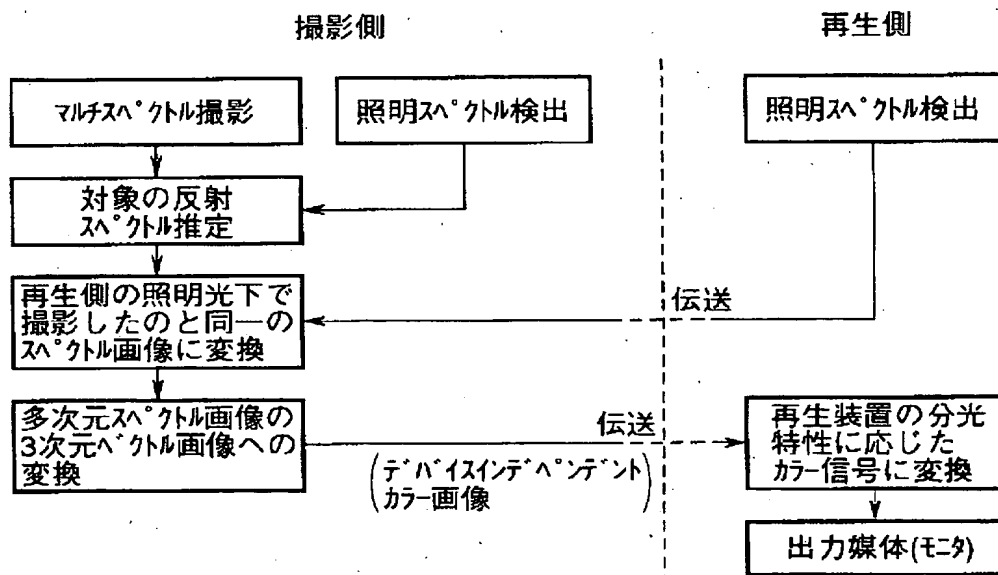 撮影側
再生側
マルチスペクトル撮影
照明スペクトル検出
照明スペクトル検出
対象の反射
スペクトル推定
再生側の照明光下で
撮影したのと同一の
スペクトル画像に変換
伝送
多次元スペクトル画像の
3次元ベクトル画像への
変換
伝送
(デバイスインデペンデント
カラー画像)
再生装置の分光
特性に応じた
カラー信号に変換
出力媒体(モニタ)